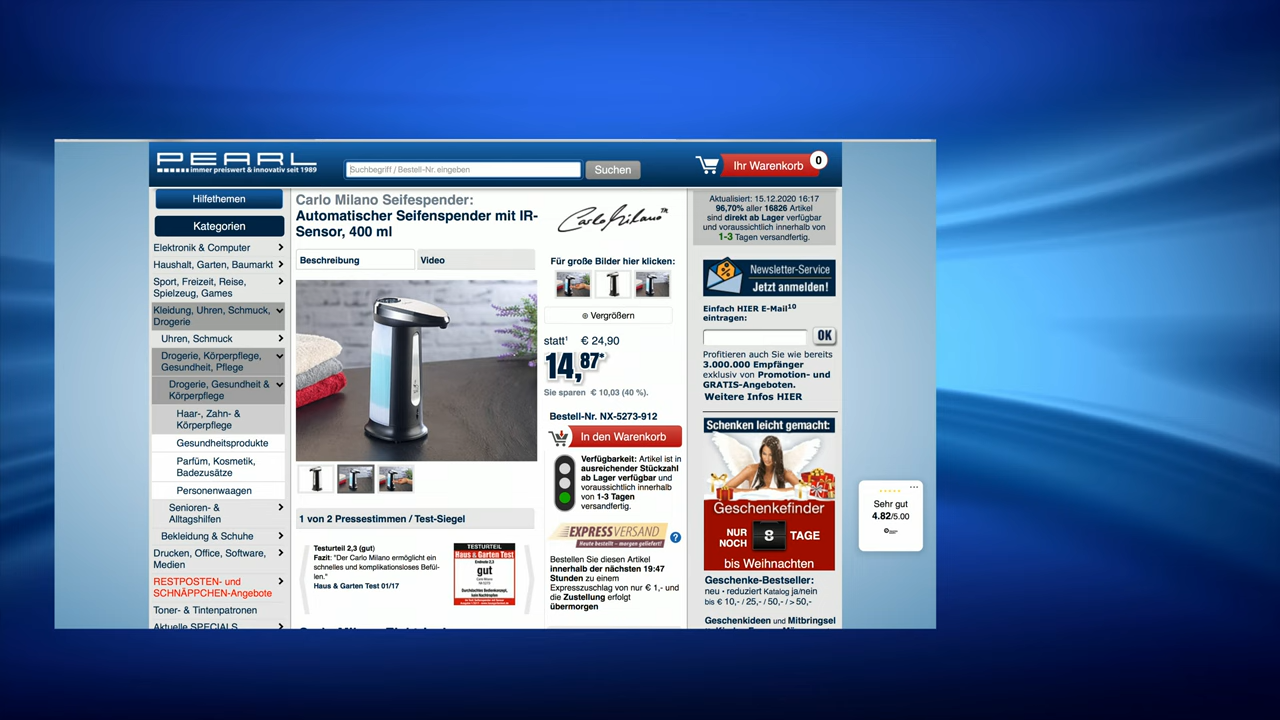 PEARL
immer preiswert & innovativ seit 1989
Suchbegriff / Bestell-Nr. eingeben
Suchen
Ihr Warenkorb
0
Hilfethemen
Kategorien
Elektronik & Computer
Haushalt, Garten, Baumarkt
Sport, Freizeit, Reise,
Spielzeug, Games
Kleidung, Uhren, Schmuck,
Drogerie
Uhren, Schmuck
Drogerie, Körperpflege,
Gesundheit, Pflege
Drogerie, Gesundheit &
Körperpflege
Haar-, Zahn- &
Körperpflege
Gesundheitsprodukte
Parfüm, Kosmetik,
Badezusätze
Personenwaagen
Senioren- &
Alltagshilfen
Bekleidung & Schuhe
Drucken, Office, Software,
Medien
RESTPOSTEN- und
SCHNÄPPCHEN-Angebote
Toner- & Tintenpatronen
Aktuelle SPECIALS
Carlo Milano Seifespender:
Automatischer Seifenspender mit IR-
Sensor, 400 ml
Beschreibung
Video
1 von 2 Pressestimmen / Test-Siegel
Testurteil 2,3 (gut)
Fazit: "Der Carlo Milano ermöglicht ein
schnelles und komplikationsloses Befül-
len."
Haus & Garten Test 01/17
TESTURTEIL
Haus & Garten Test
gut
Carlo Milano™
Für große Bilder hier klicken:
Vergrößern
statt¹ € 24,90
14,87*
Sie sparen € 10,03 (40 %).
Bestell-Nr. NX-5273-912
In den Warenkorb
Verfügbarkeit: Artikel ist in
ausreichender Stückzahl
ab Lager verfügbar und
voraussichtlich innerhalb
von 1-3 Tagen
versandfertig.
EXPRESSVERSAND
Heute bestellt – morgen geliefert!
?
Bestellen Sie diesen Artikel
innerhalb der nächsten 19:47
Stunden zu einem
Expresszuschlag von nur € 1,- und
die Zustellung erfolgt
übermorgen
Aktualisiert: 15.12.2020 16:17
96,70% aller 16826 Artikel
sind direkt ab Lager verfügbar
und voraussichtlich innerhalb von
1-3 Tagen versandfertig.
Newsletter-Service
Jetzt anmelden!
Einfach HIER E-Mail¹⁰
eintragen:
OK
Profitieren auch Sie wie bereits
3.000.000 Empfänger
exklusiv von Promotion- und
GRATIS-Angeboten.
Weitere Infos HIER
Schenken leicht gemacht:
Geschenkefinder
NUR
NOCH
8
TAGE
bis Weihnachten
Geschenke-Bestseller:
neu • reduziert Katalog ja/nein
bis € 10,- / 25,- / 50,- / > 50,-
Geschenkideen und Mitbringsel
Sehr gut
4.82/5.00